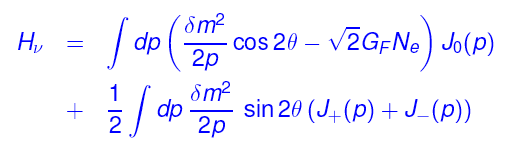 H_ν = ∫ dp ( δm²/2p cos 2θ − √2 G_F N_e ) J_0(p)
+ 1/2 ∫ dp δm²/2p sin 2θ (J_+(p) + J_−(p))